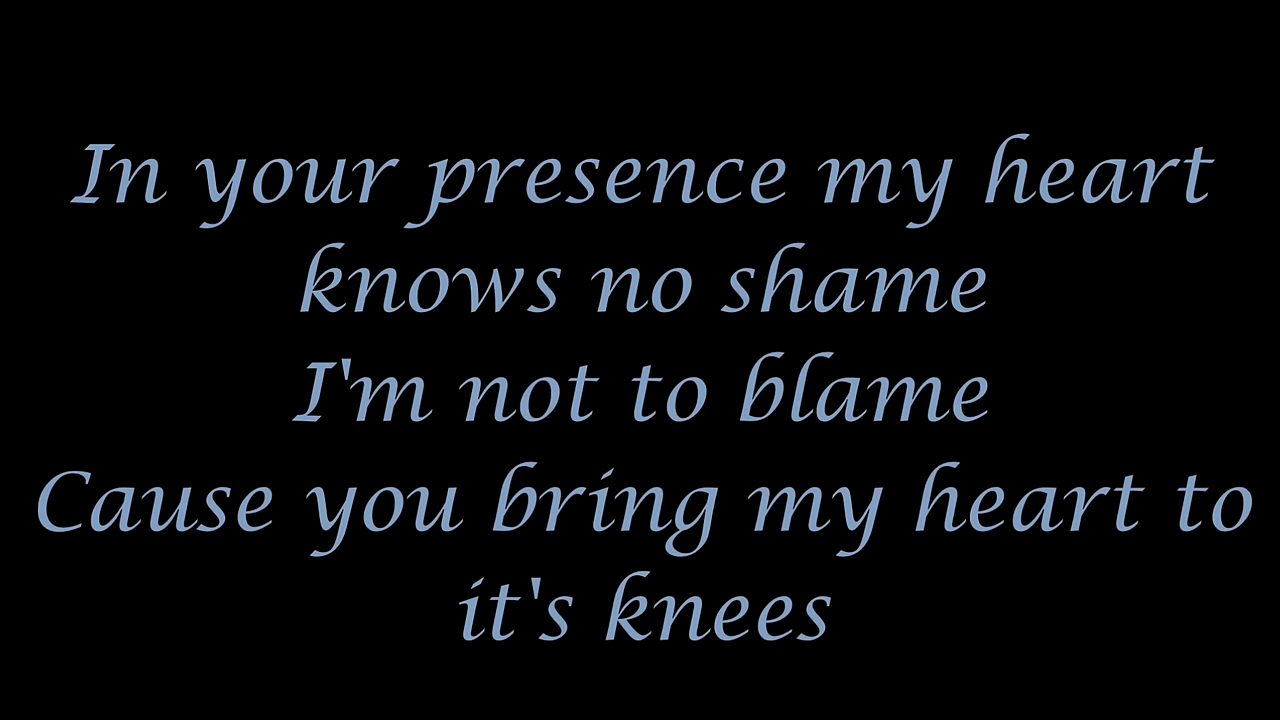 In your presence my heart
knows no shame
I'm not to blame
Cause you bring my heart to
it's knees